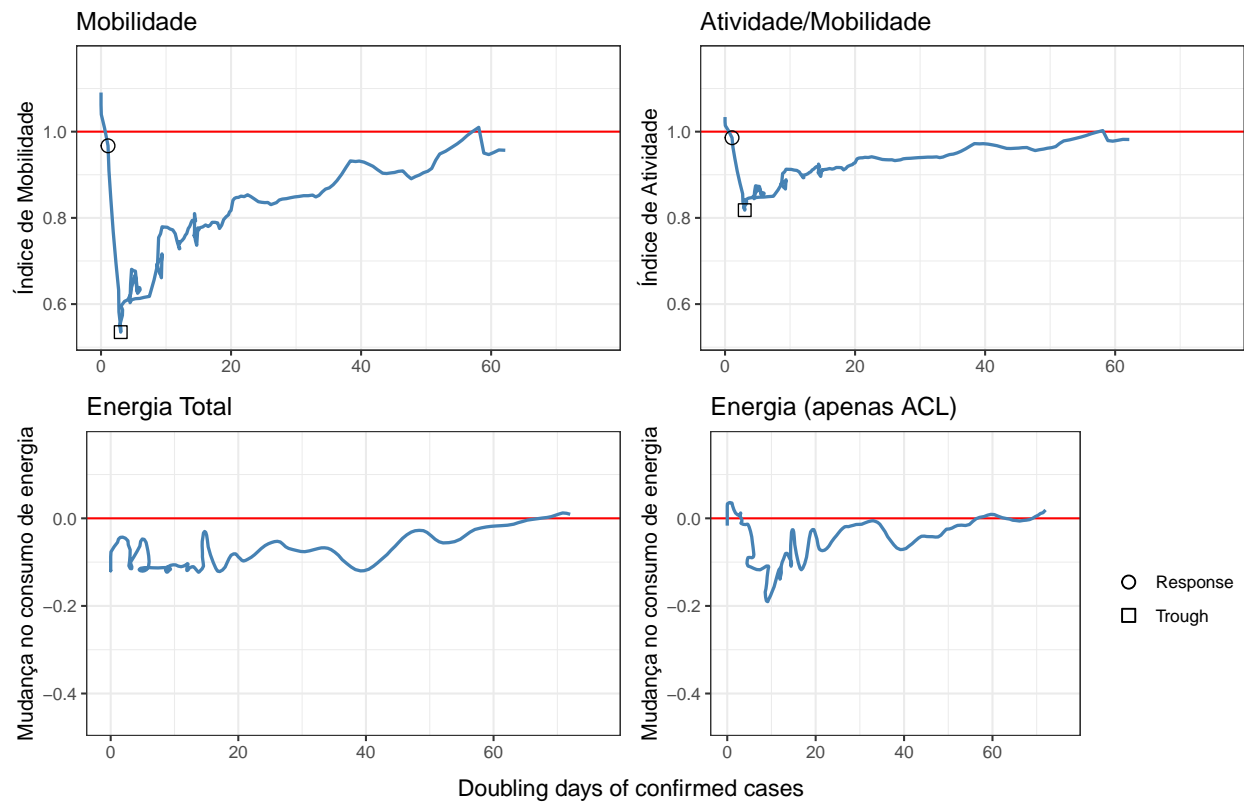 Mobilidade
Índice de Mobilidade
1.0
0.8
0.6
0
20
40
60
Atividade/Mobilidade
Índice de Atividade
1.0
0.8
0.6
0
20
40
60
Energia Total
Mudança no consumo de energia
0.0
−0.2
−0.4
0
20
40
60
Energia (apenas ACL)
Mudança no consumo de energia
0.0
−0.2
−0.4
0
20
40
60
Response
Trough
Doubling days of confirmed cases